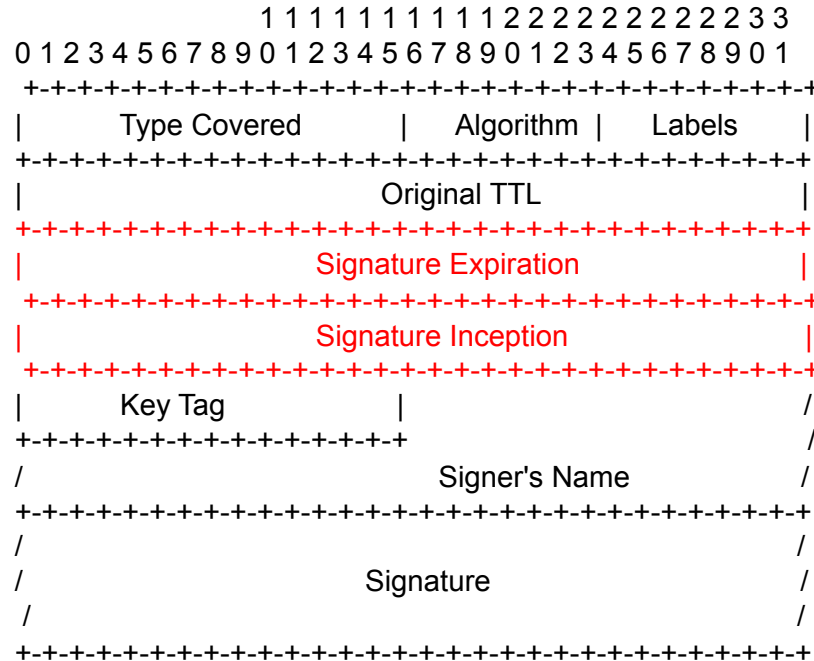 1 1 1 1 1 1 1 1 1 1 2 2 2 2 2 2 2 2 2 2 3 3
0 1 2 3 4 5 6 7 8 9 0 1 2 3 4 5 6 7 8 9 0 1 2 3 4 5 6 7 8 9 0 1
+-+-+-+-+-+-+-+-+-+-+-+-+-+-+-+-+-+-+-+-+-+-+-+-+-+-+-+-+-+-+
| Type Covered | Algorithm | Labels |
+-+-+-+-+-+-+-+-+-+-+-+-+-+-+-+-+-+-+-+-+-+-+-+-+-+-+-+-+-+-+
| Original TTL |
+-+-+-+-+-+-+-+-+-+-+-+-+-+-+-+-+-+-+-+-+-+-+-+-+-+-+-+-+-+-+
| Signature Expiration |
+-+-+-+-+-+-+-+-+-+-+-+-+-+-+-+-+-+-+-+-+-+-+-+-+-+-+-+-+-+-+
| Signature Inception |
+-+-+-+-+-+-+-+-+-+-+-+-+-+-+-+-+-+-+-+-+-+-+-+-+-+-+-+-+-+-+
| Key Tag | /
+-+-+-+-+-+-+-+-+-+-+-+-+-+-+-+ /
/ Signer's Name /
+-+-+-+-+-+-+-+-+-+-+-+-+-+-+-+-+-+-+-+-+-+-+-+-+-+-+-+-+-+-+
/ /
/ Signature /
/ /
+-+-+-+-+-+-+-+-+-+-+-+-+-+-+-+-+-+-+-+-+-+-+-+-+-+-+-+-+-+-+